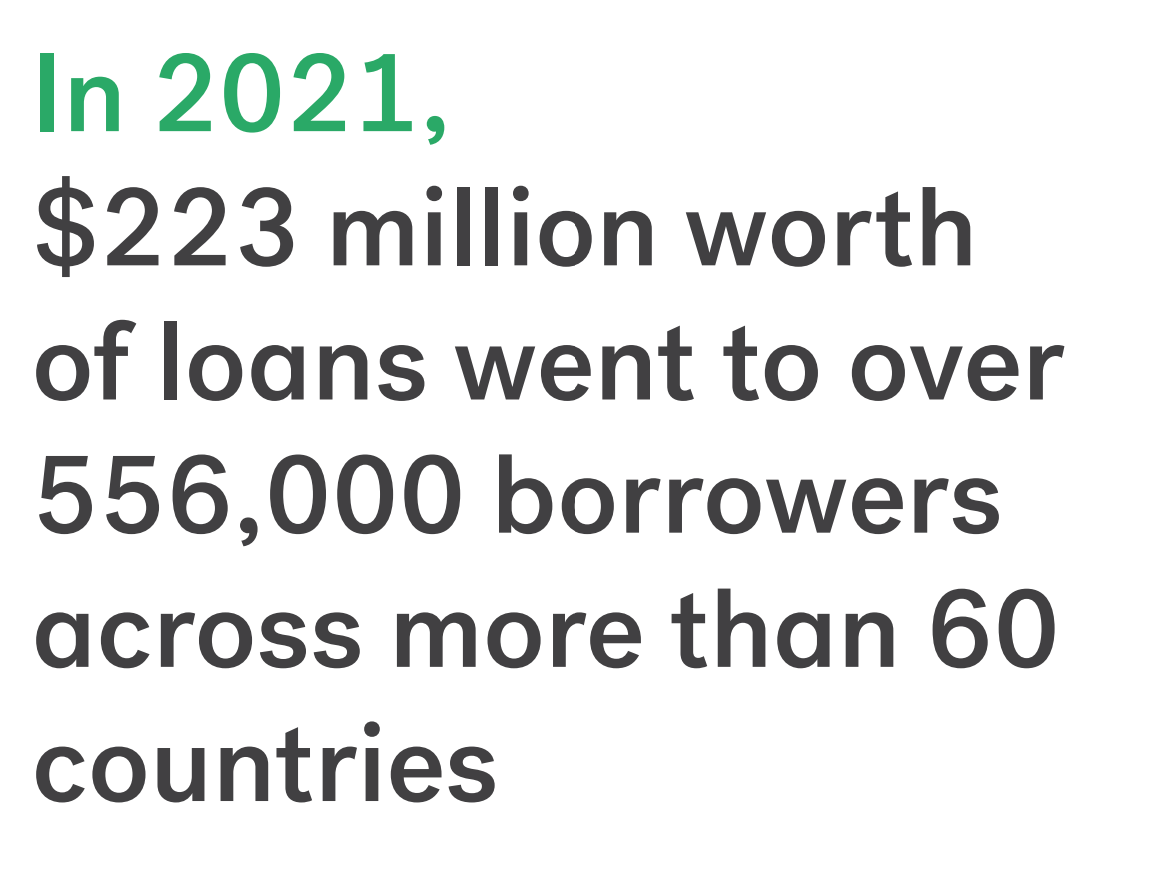 In 2021,
$223 million worth
of loans went to over
556,000 borrowers
across more than 60
countries